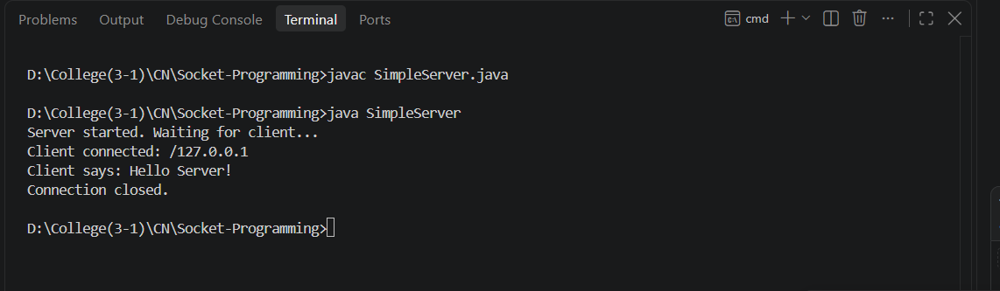 Problems Output Debug Console Terminal Ports cmd
D:\College(3-1)\CN\Socket-Programming>javac SimpleServer.java
D:\College(3-1)\CN\Socket-Programming>java SimpleServer
Server started. Waiting for client...
Client connected: /127.0.0.1
Client says: Hello Server!
Connection closed.
D:\College(3-1)\CN\Socket-Programming>